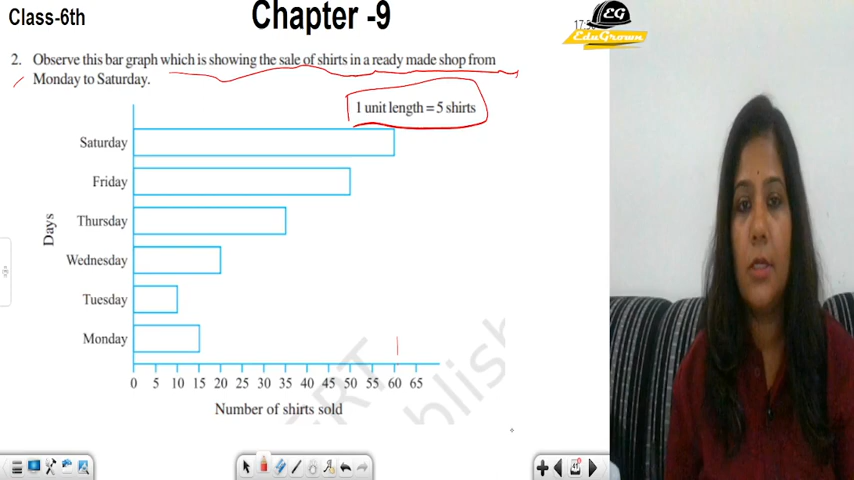 Class-6th
Chapter -9
EG
EduGrown
2. Observe this bar graph which is showing the sale of shirts in a ready made shop from
Monday to Saturday.
1 unit length = 5 shirts
Saturday
Friday
Thursday
Days
Wednesday
Tuesday
Monday
0 5 10 15 20 25 30 35 40 45 50 55 60 65
Number of shirts sold